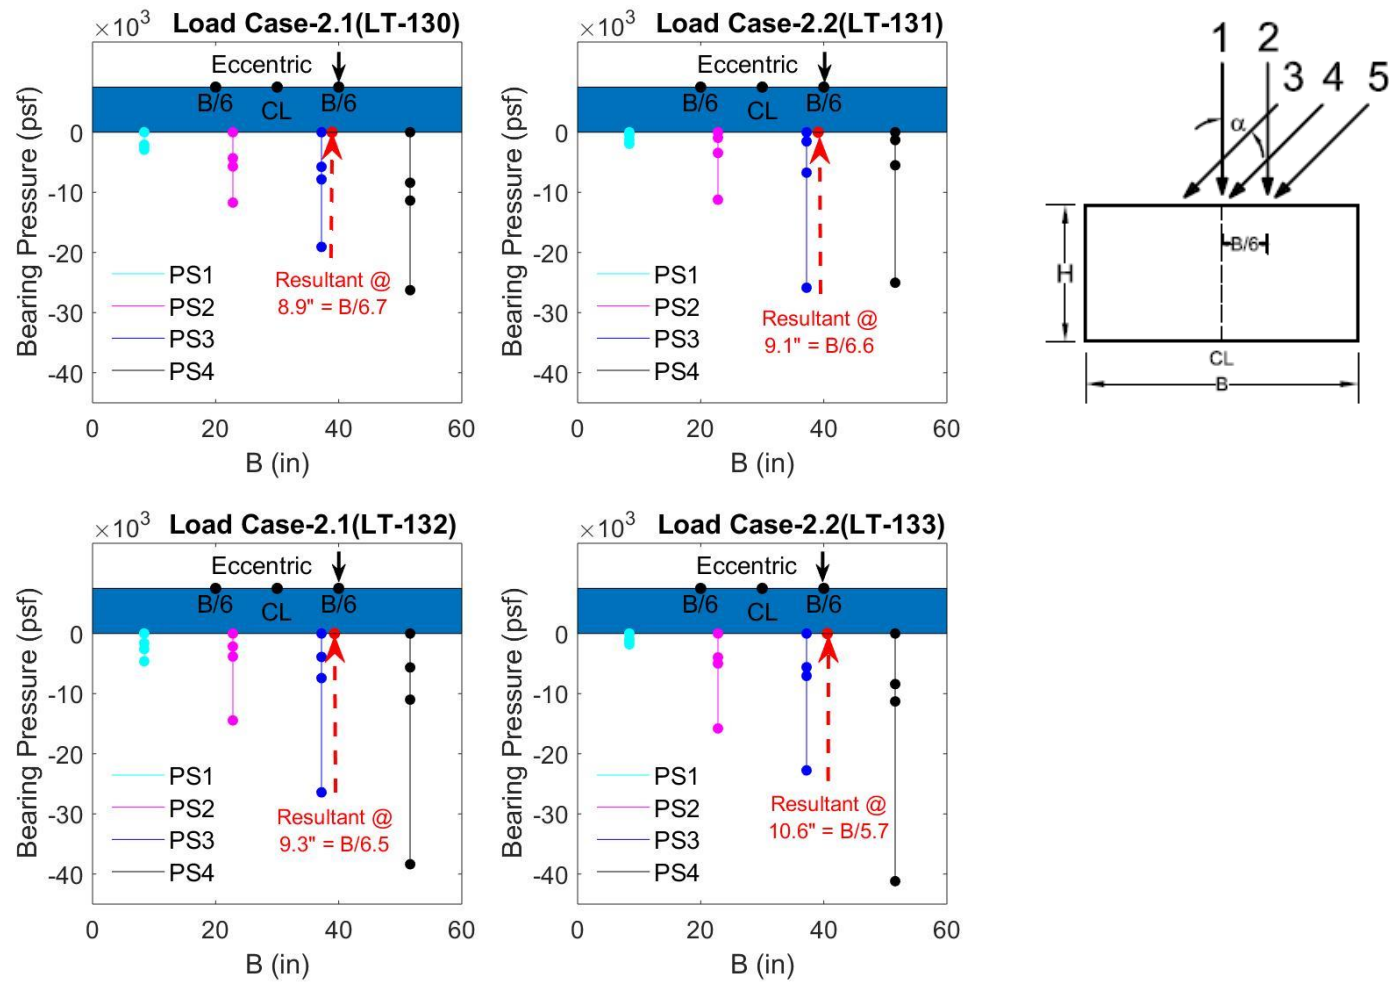 ×10³ Load Case-2.1(LT-130)
Eccentric
B/6 CL B/6
0
-10
-20
-30
-40
Bearing Pressure (psf)
PS1
PS2
PS3
PS4
Resultant @
8.9" = B/6.7
0 20 40 60
B (in)
×10³ Load Case-2.2(LT-131)
Eccentric
B/6 CL B/6
0
-10
-20
-30
-40
Bearing Pressure (psf)
PS1
PS2
PS3
PS4
Resultant @
9.1" = B/6.6
0 20 40 60
B (in)
1 2
3 4 5
α
B/6
H
CL
B
×10³ Load Case-2.1(LT-132)
Eccentric
B/6 CL B/6
0
-10
-20
-30
-40
Bearing Pressure (psf)
PS1
PS2
PS3
PS4
Resultant @
9.3" = B/6.5
0 20 40 60
B (in)
×10³ Load Case-2.2(LT-133)
Eccentric
B/6 CL B/6
0
-10
-20
-30
-40
Bearing Pressure (psf)
PS1
PS2
PS3
PS4
Resultant @
10.6" = B/5.7
0 20 40 60
B (in)